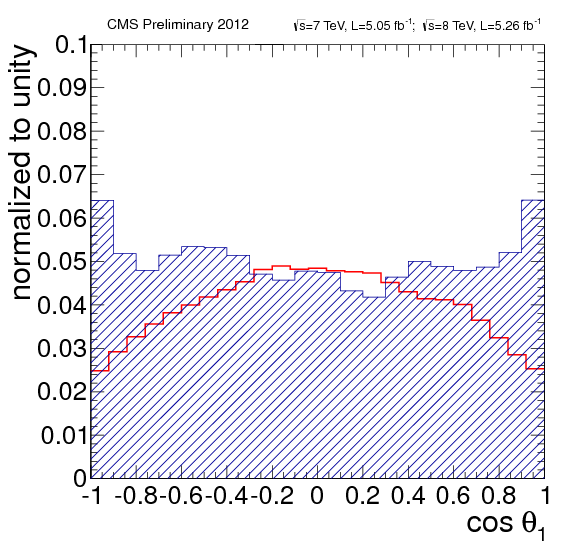 CMS Preliminary 2012 √s=7 TeV, L=5.05 fb⁻¹; √s=8 TeV, L=5.26 fb⁻¹
normalized to unity
0.1
0.09
0.08
0.07
0.06
0.05
0.04
0.03
0.02
0.01
0
-1 -0.8 -0.6 -0.4 -0.2 0 0.2 0.4 0.6 0.8 1
cos θ₁